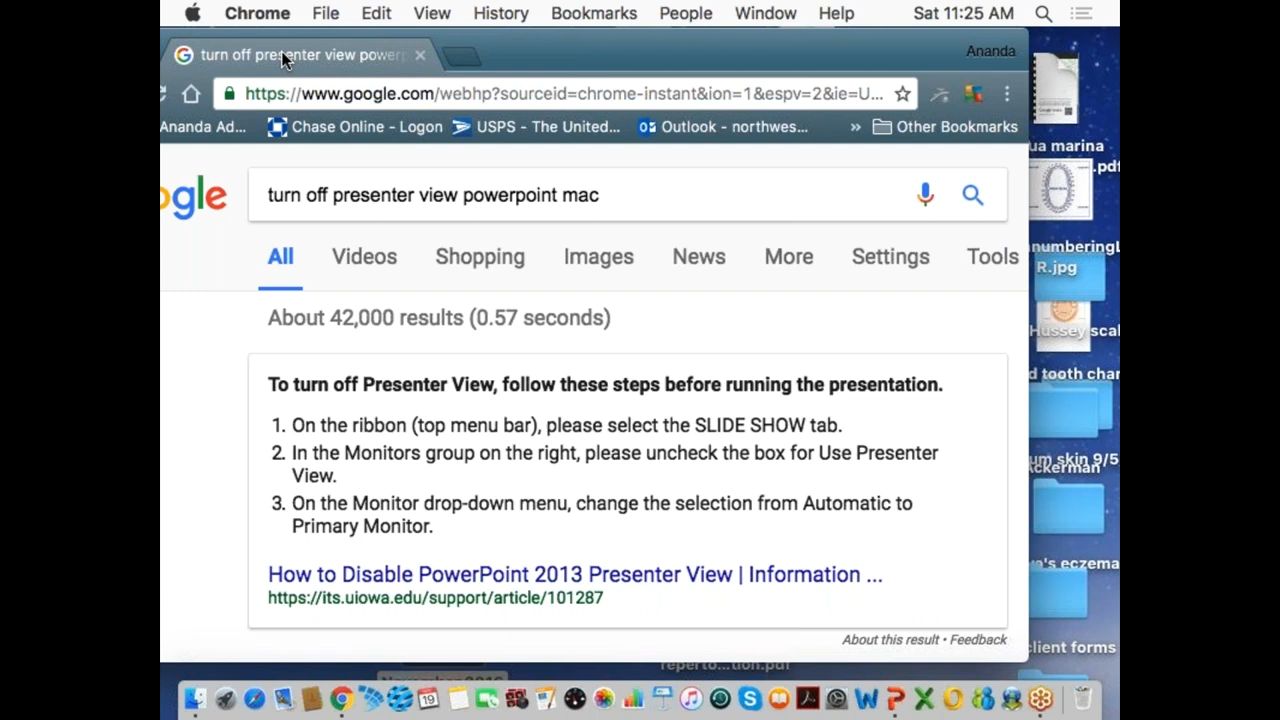 Chrome File Edit View History Bookmarks People Window Help Sat 11:25 AM
turn off presenter view power
Ananda
https://www.google.com/webhp?sourceid=chrome-instant&ion=1&espv=2&ie=U...
Ananda Ad... Chase Online - Logon USPS - The United... Outlook - northwes... » Other Bookmarks
ogle turn off presenter view powerpoint mac
All Videos Shopping Images News More Settings Tools
About 42,000 results (0.57 seconds)
To turn off Presenter View, follow these steps before running the presentation.
1. On the ribbon (top menu bar), please select the SLIDE SHOW tab.
2. In the Monitors group on the right, please uncheck the box for Use Presenter
View.
3. On the Monitor drop-down menu, change the selection from Automatic to
Primary Monitor.
How to Disable PowerPoint 2013 Presenter View | Information ...
https://its.uiowa.edu/support/article/101287
About this result • Feedback
ua marina
.pdf
numberingL
R.jpg
Hussey scal
d tooth char
um skin 9/5
ckerman
's eczema
client forms
reperto...tion.pdf
19